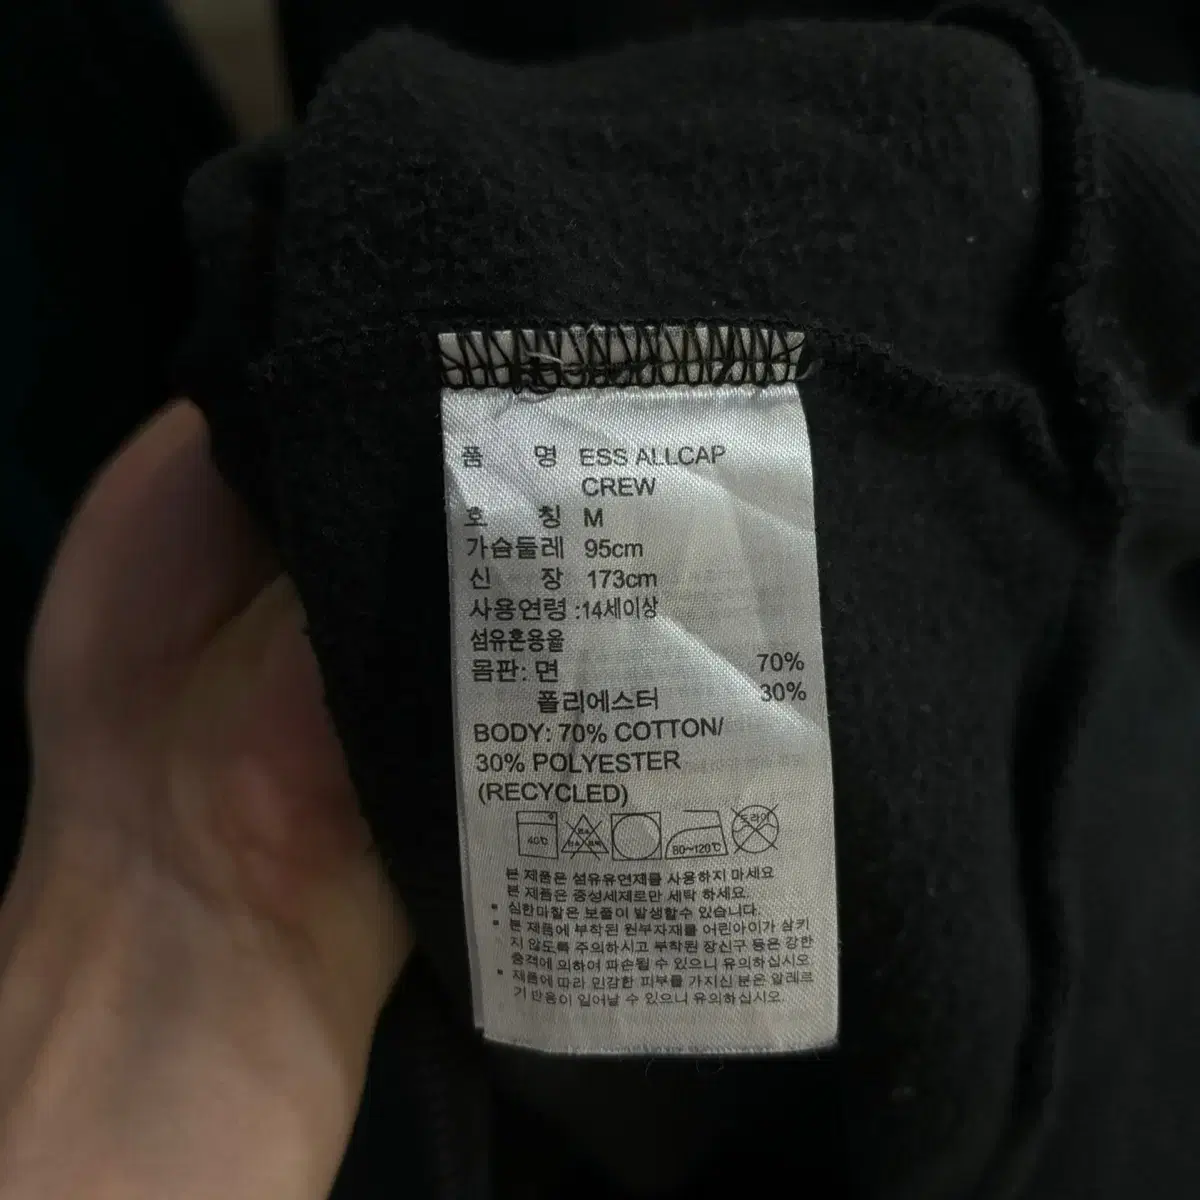 품 명 ESS ALLCAP
CREW
호 칭 M
가슴둘레 95cm
신 장 173cm
사용연령 :14세이상
섬유혼용율
몸판: 면 70%
폴리에스터 30%
BODY: 70% COTTON/
30% POLYESTER
(RECYCLED)
40℃ 80~120℃ 드라이
본 제품은 섬유유연제를 사용하지 마세요
본 제품은 중성세제로만 세탁 하세요.
* 심한마찰은 보풀이 발생할수 있습니다.
* 본 제품에 부착된 원부자재를 어린아이가 삼키
지 않도록 주의하시고 부착된 장신구 등은 강한
충격에 의하여 파손될 수 있으니 유의하십시오.
* 제품에 따라 민감한 피부를 가지신 분은 알레르
기 반응이 일어날 수 있으니 유의하십시오.